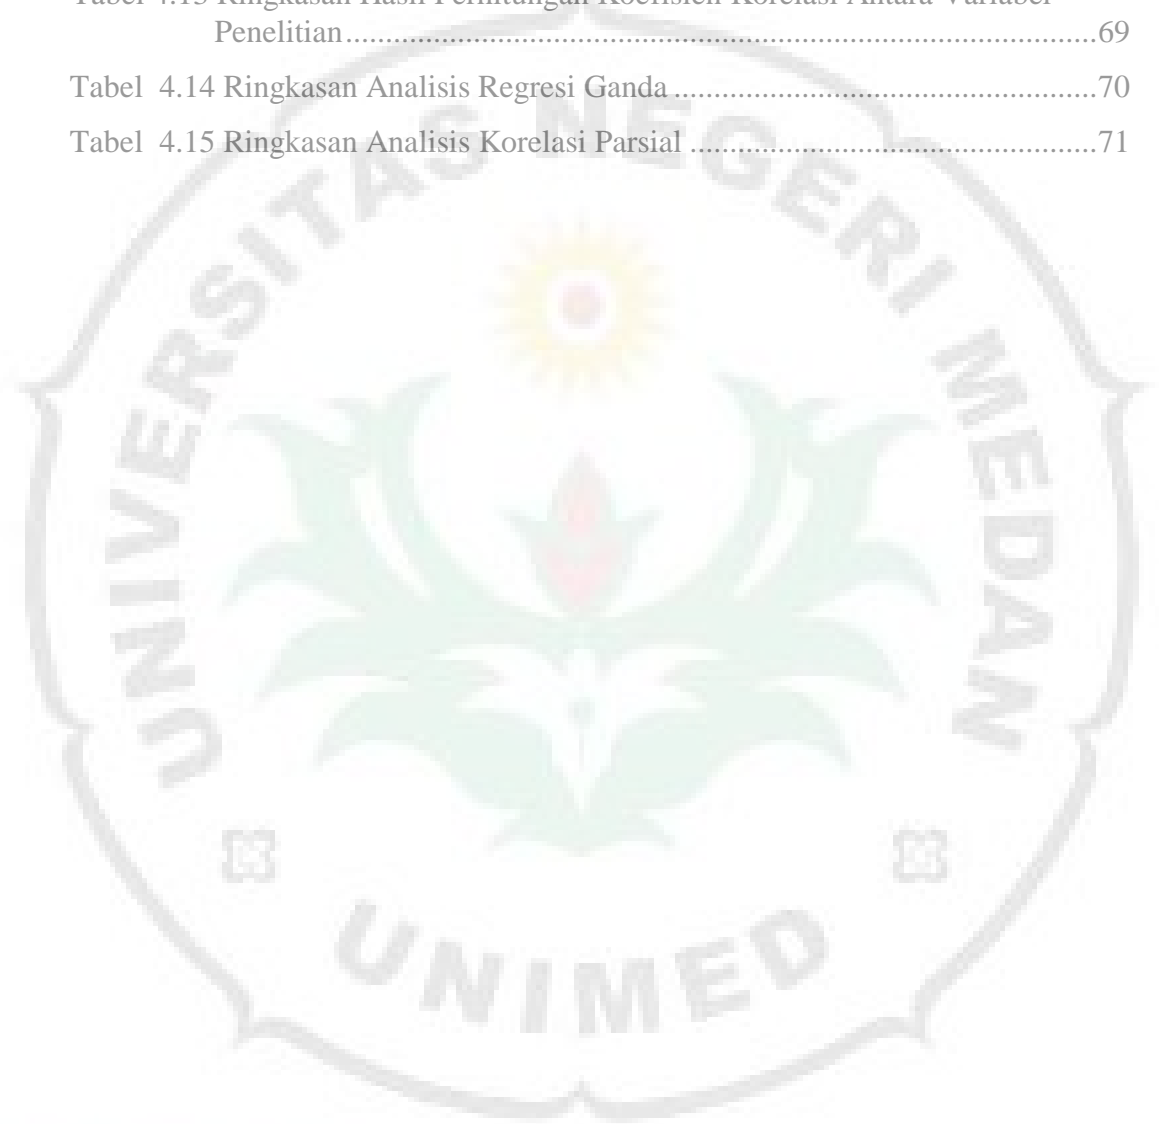 Tabel 4.13 Ringkasan Hasil Perhitungan Koefisien Korelasi Antara Variabel
Penelitian...............................................................................................69
Tabel 4.14 Ringkasan Analisis Regresi Ganda.....................................................70
Tabel 4.15 Ringkasan Analisis Korelasi Parsial...................................................71
UNIVERSITAS NEGERI MEDAN
UNIMED